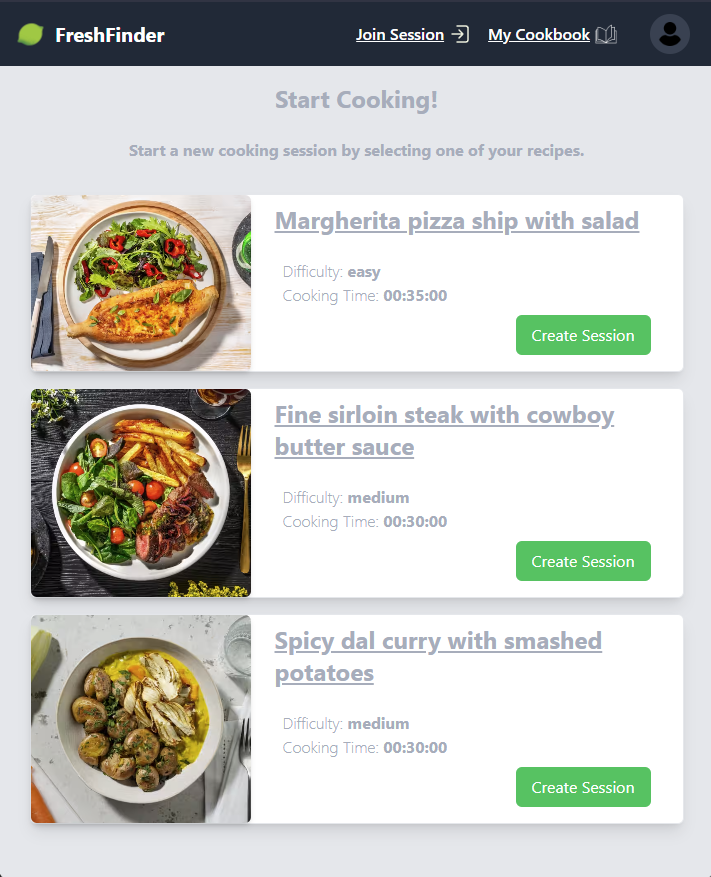 FreshFinder
Join Session
My Cookbook
Start Cooking!
Start a new cooking session by selecting one of your recipes.
Margherita pizza ship with salad
Difficulty: easy
Cooking Time: 00:35:00
Create Session
Fine sirloin steak with cowboy
butter sauce
Difficulty: medium
Cooking Time: 00:30:00
Create Session
Spicy dal curry with smashed
potatoes
Difficulty: medium
Cooking Time: 00:30:00
Create Session